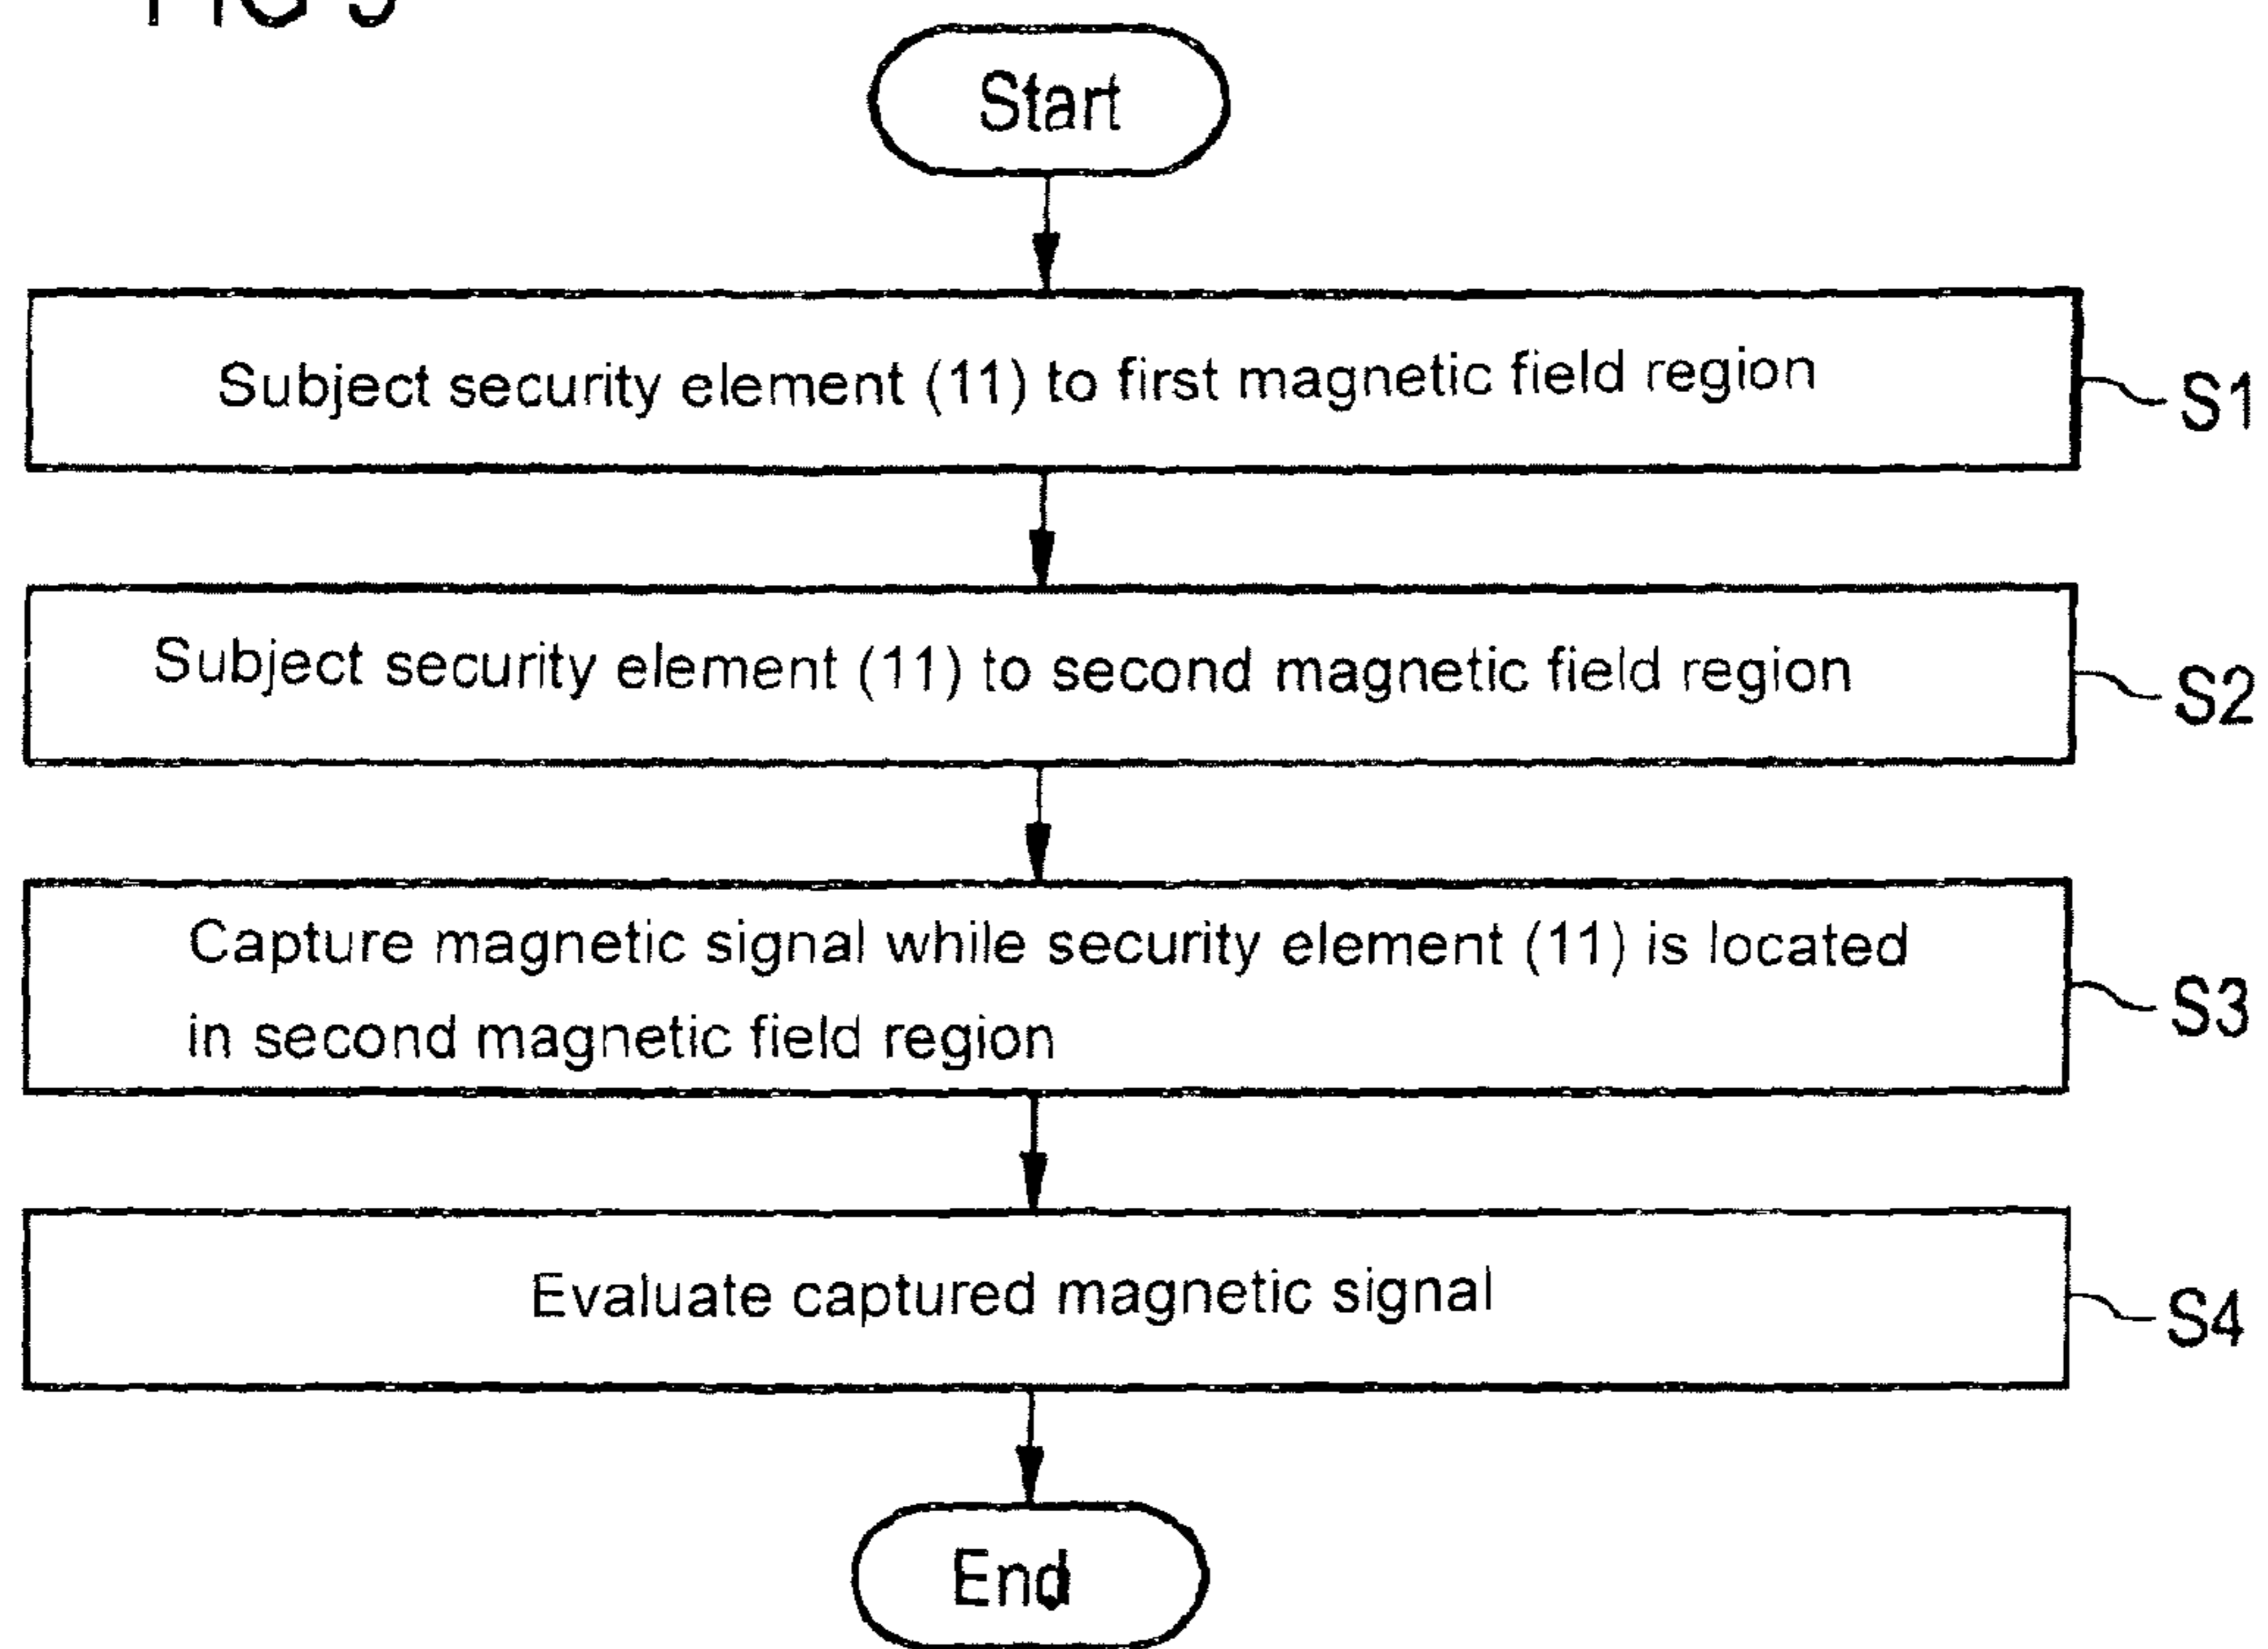 FIG
Start
Subject security element (11) to first magnetic field region
S1
Subject security element (11) to second magnetic field region
S2
Capture magnetic signal while security element (11) is located
in second magnetic field region
S3
Evaluate captured magnetic signal
S4
End